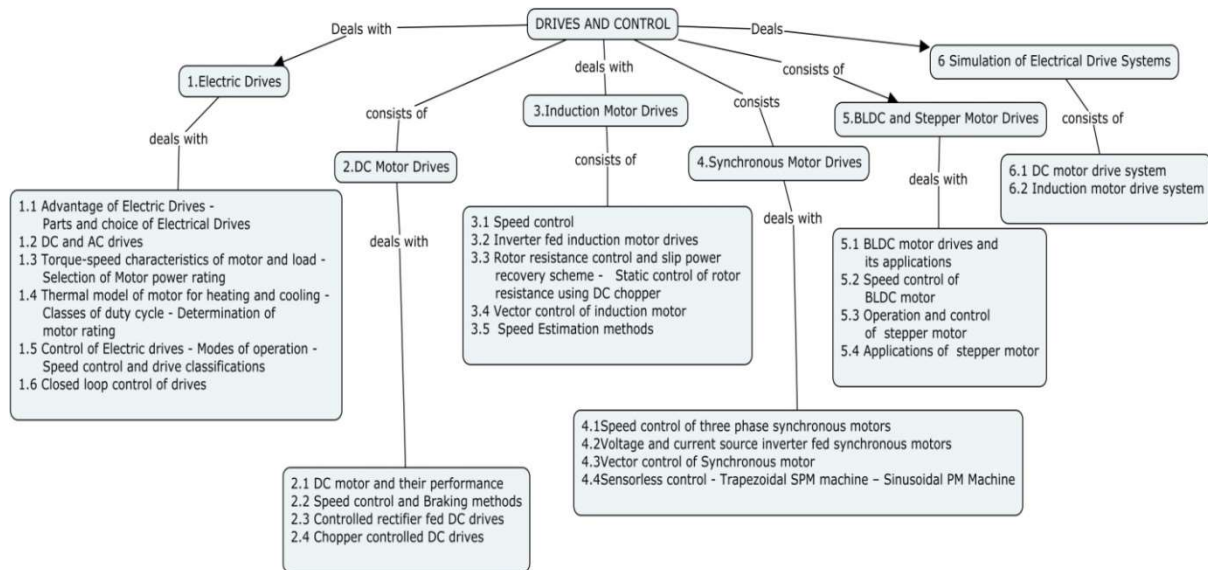 DRIVES AND CONTROL
Deals with
Deals
1.Electric Drives
deals with
consists of
deals with
consists
consists of
6 Simulation of Electrical Drive Systems
consists of
2.DC Motor Drives
deals with
3.Induction Motor Drives
consists of
4.Synchronous Motor Drives
deals with
5.BLDC and Stepper Motor Drives
deals with
6.1 DC motor drive system
6.2 Induction motor drive system
1.1 Advantage of Electric Drives -
Parts and choice of Electrical Drives
1.2 DC and AC drives
1.3 Torque-speed characteristics of motor and load -
Selection of Motor power rating
1.4 Thermal model of motor for heating and cooling -
Classes of duty cycle - Determination of
motor rating
1.5 Control of Electric drives - Modes of operation -
Speed control and drive classifications
1.6 Closed loop control of drives
3.1 Speed control
3.2 Inverter fed induction motor drives
3.3 Rotor resistance control and slip power
recovery scheme - Static control of rotor
resistance using DC chopper
3.4 Vector control of induction motor
3.5 Speed Estimation methods
5.1 BLDC motor drives and
its applications
5.2 Speed control of
BLDC motor
5.3 Operation and control
of stepper motor
5.4 Applications of stepper motor
4.1Speed control of three phase synchronous motors
4.2Voltage and current source inverter fed synchronous motors
4.3Vector control of Synchronous motor
4.4Sensorless control - Trapezoidal SPM machine – Sinusoidal PM Machine
2.1 DC motor and their performance
2.2 Speed control and Braking methods
2.3 Controlled rectifier fed DC drives
2.4 Chopper controlled DC drives